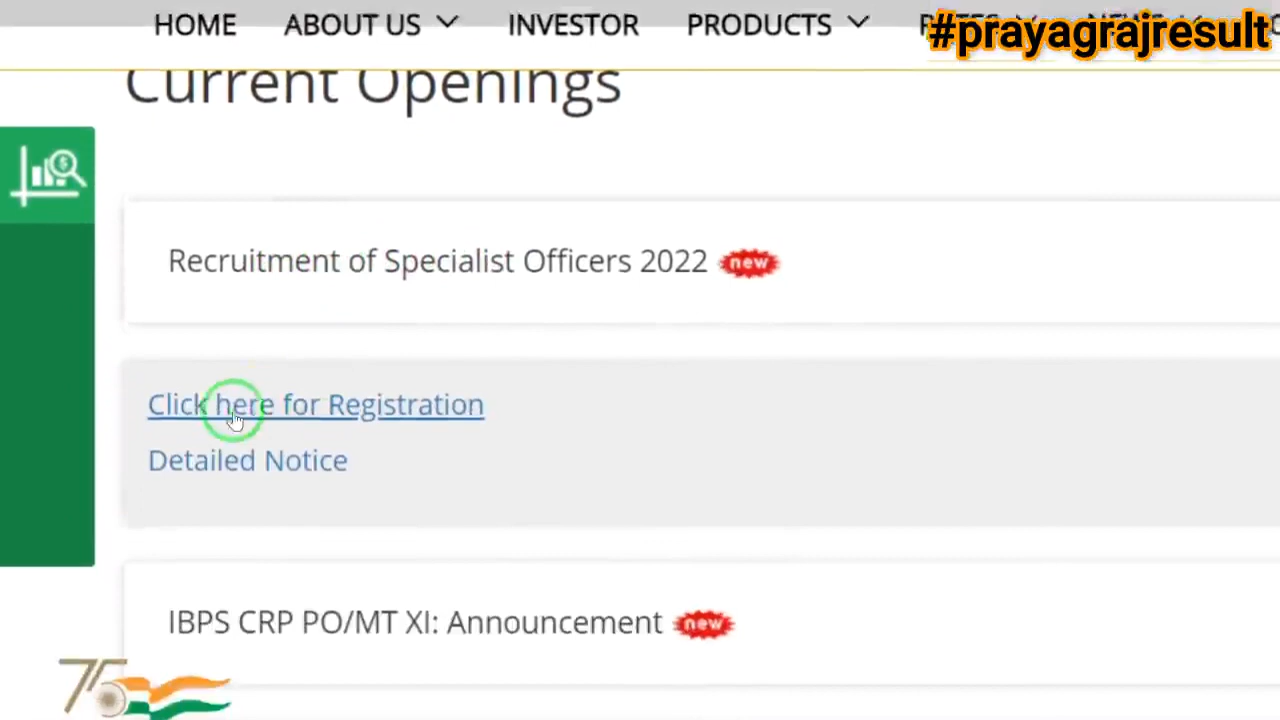 HOME ABOUT US INVESTOR PRODUCTS
#prayagrajresult
Current Openings
Recruitment of Specialist Officers 2022 new
Click here for Registration
Detailed Notice
IBPS CRP PO/MT XI: Announcement new
75